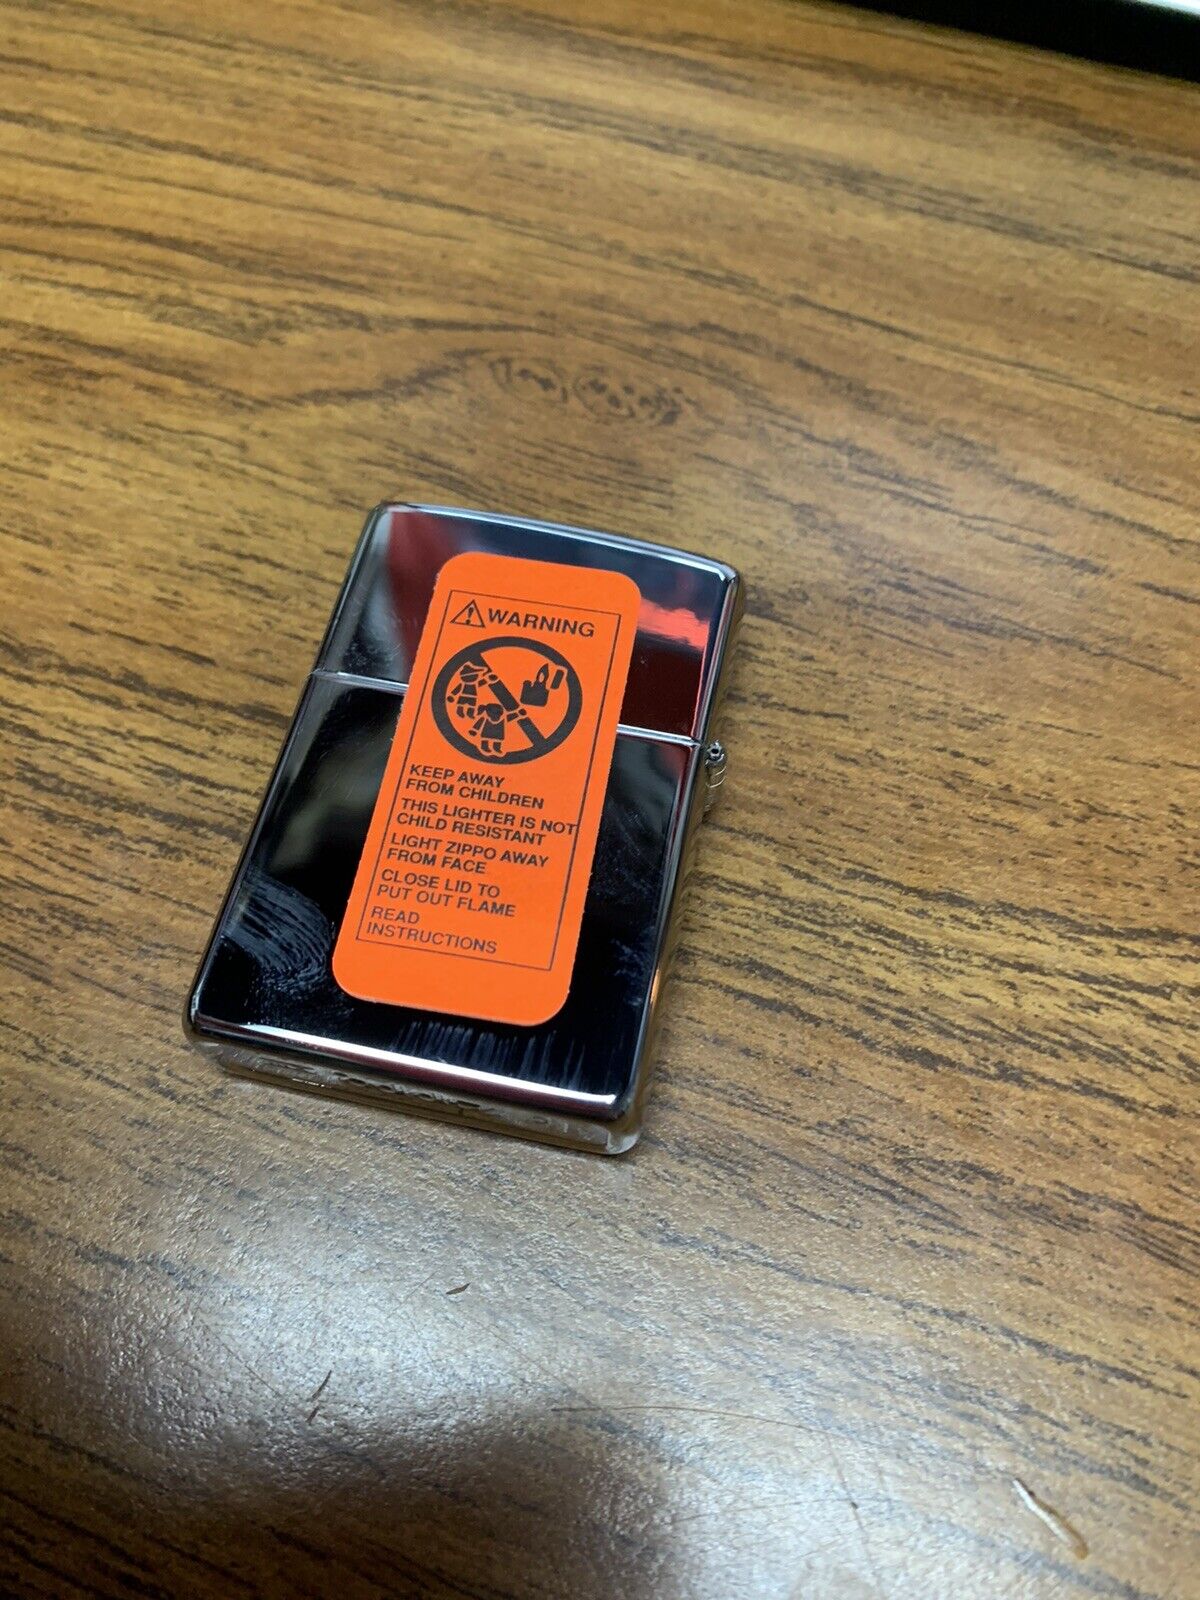 WARNING
KEEP AWAY
FROM CHILDREN
THIS LIGHTER IS NOT
CHILD RESISTANT
LIGHT ZIPPO AWAY
FROM FACE
CLOSE LID TO
PUT OUT FLAME
READ
INSTRUCTIONS